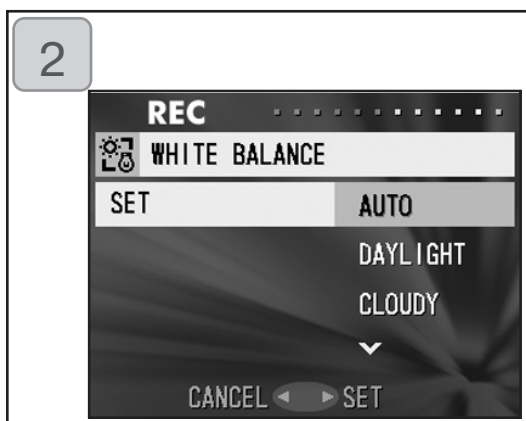 2
REC
WHITE BALANCE
SET AUTO
DAYLIGHT
CLOUDY
CANCEL SET